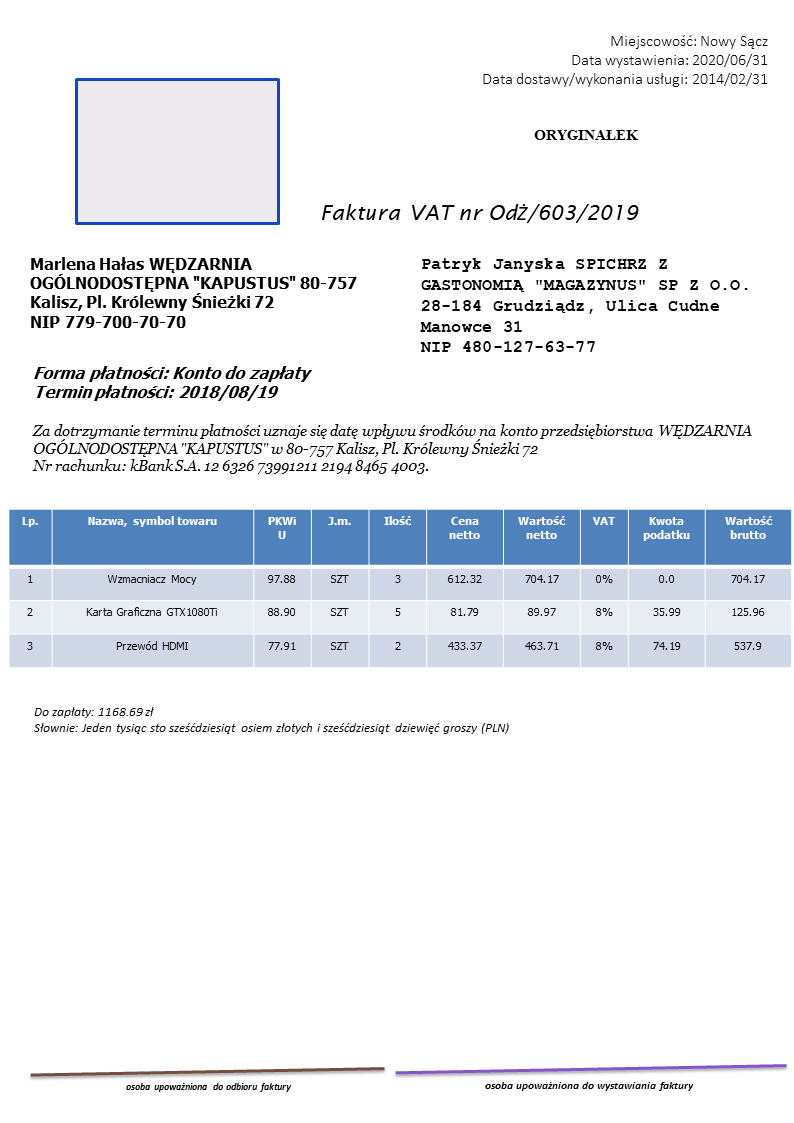 Miejscowość: Nowy Sącz
Data wystawienia: 2020/06/31
Data dostawy/wykonania usługi: 2014/02/31
ORYGINAŁEK
Faktura VAT nr Odż/603/2019
Marlena Hałas WĘDZARNIA
OGÓLNODOSTĘPNA "KAPUSTUS" 80-757
Kalisz, Pl. Królewny Śnieżki 72
NIP 779-700-70-70
Patryk Janyska SPICHRZ Z
GASTONOMIĄ "MAGAZYNUS" SP Z O.O.
28-184 Grudziądz, Ulica Cudne
Manowce 31
NIP 480-127-63-77
Forma płatności: Konto do zapłaty
Termin płatności: 2018/08/19
Za dotrzymanie terminu płatności uznaje się datę wpływu środków na konto przedsiębiorstwa WĘDZARNIA
OGÓLNODOSTĘPNA "KAPUSTUS" w 80-757 Kalisz, Pl. Królewny Śnieżki 72
Nr rachunku: kBank S.A. 12 6326 73991211 2194 8465 4003.
Lp. Nazwa, symbol towaru PKWi J.m. Ilość Cena Wartość VAT Kwota Wartość
U netto netto podatku brutto
1 Wzmacniacz Mocy 97.88 SZT 3 612.32 704.17 0% 0.0 704.17
2 Karta Graficzna GTX1080Ti 88.90 SZT 5 81.79 89.97 8% 35.99 125.96
3 Przewód HDMI 77.91 SZT 2 433.37 463.71 8% 74.19 537.9
Do zapłaty: 1168.69 zł
Słownie: Jeden tysiąc sto sześćdziesiąt osiem złotych i sześćdziesiąt dziewięć groszy (PLN)
osoba upoważniona do odbioru faktury
osoba upoważniona do wystawiania faktury